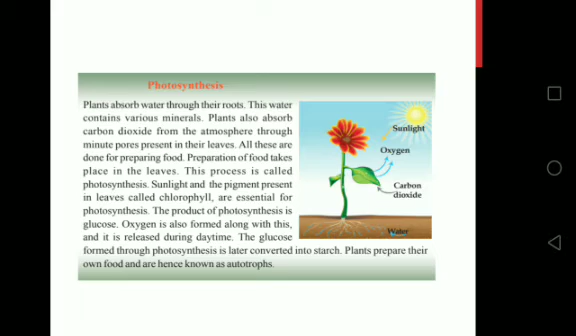 Photosynthesis
Plants absorb water through their roots. This water
contains various minerals. Plants also absorb
carbon dioxide from the atmosphere through
minute pores present in their leaves. All these are
done for preparing food. Preparation of food takes
place in the leaves. This process is called
photosynthesis. Sunlight and the pigment present
in leaves called chlorophyll, are essential for
photosynthesis. The product of photosynthesis is
glucose. Oxygen is also formed along with this,
and it is released during daytime. The glucose
formed through photosynthesis is later converted into starch. Plants prepare their
own food and are hence known as autotrophs.
Sunlight
Oxygen
Carbon
dioxide
Water